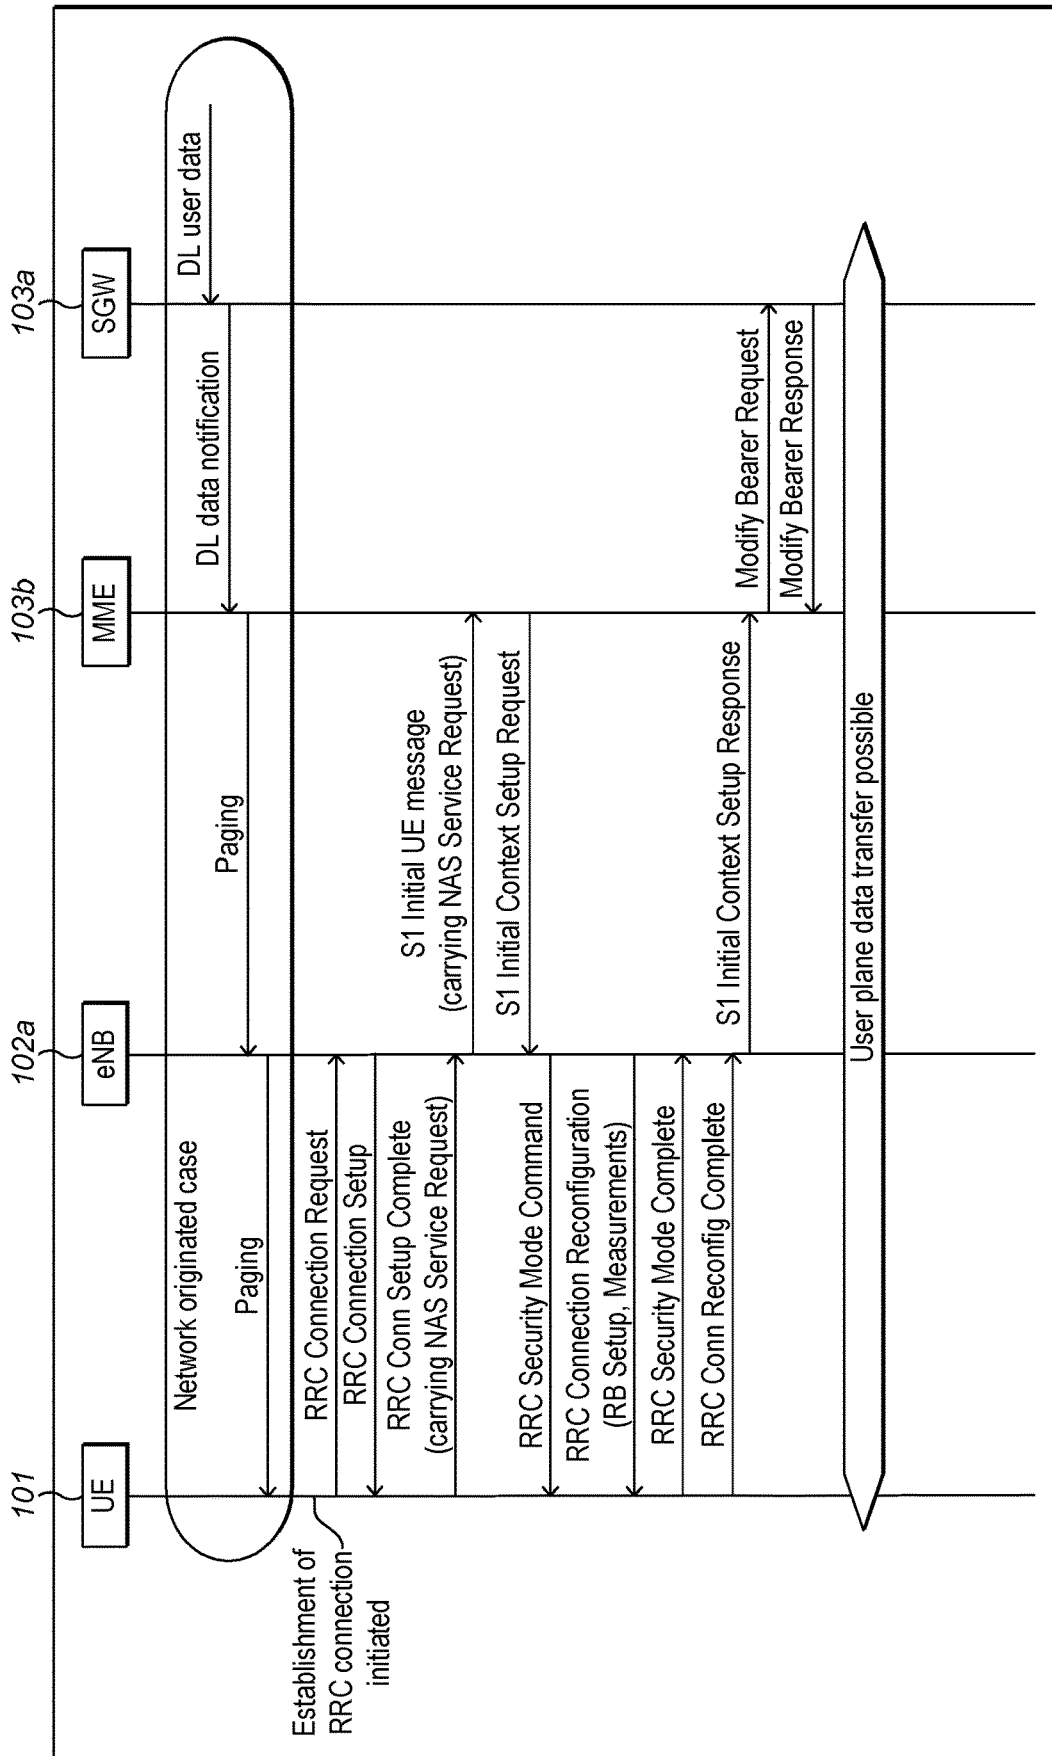 101
102a
103b
103a
UE
eNB
MME
SGW
Network originated case
DL user data
DL data notification
Paging
Paging
Establishment of
RRC connection
initiated
RRC Connection Request
RRC Connection Setup
RRC Conn Setup Complete
(carrying NAS Service Request)
S1 Initial UE message
(carrying NAS Service Request)
S1 Initial Context Setup Request
RRC Security Mode Command
RRC Connection Reconfiguration
(RB Setup, Measurements)
RRC Security Mode Complete
RRC Conn Reconfig Complete
S1 Initial Context Setup Response
Modify Bearer Request
Modify Bearer Response
User plane data transfer possible